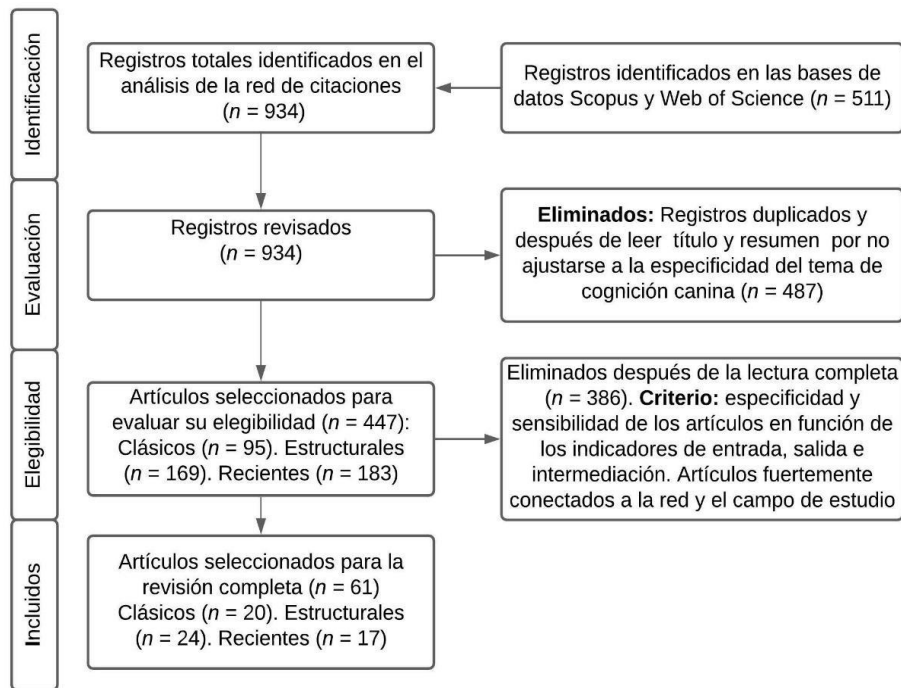 Identificación
Registros totales identificados en el
análisis de la red de citaciones
(n = 934)
Registros identificados en las bases de
datos Scopus y Web of Science (n = 511)
Evaluación
Registros revisados
(n = 934)
Eliminados: Registros duplicados y
después de leer título y resumen por no
ajustarse a la especificidad del tema de
cognición canina (n = 487)
Elegibilidad
Artículos seleccionados para
evaluar su elegibilidad (n = 447):
Clásicos (n = 95). Estructurales
(n = 169). Recientes (n = 183)
Eliminados después de la lectura completa
(n = 386). Criterio: especificidad y
sensibilidad de los artículos en función de
los indicadores de entrada, salida e
intermediación. Artículos fuertemente
conectados a la red y el campo de estudio
Incluidos
Artículos seleccionados para la
revisión completa (n = 61)
Clásicos (n = 20). Estructurales
(n = 24). Recientes (n = 17)